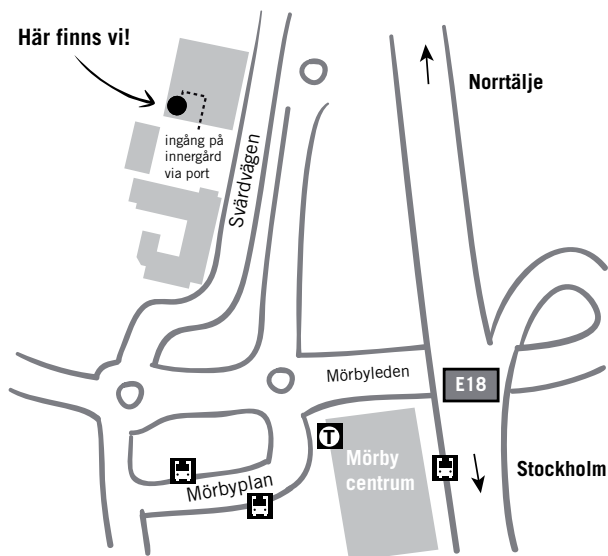 Här finns vi!
Norrtälje
ingång på
innergård
via port
Svärdvägen
Mörbyleden
E18
T
Mörby
centrum
Stockholm
Mörbyplan